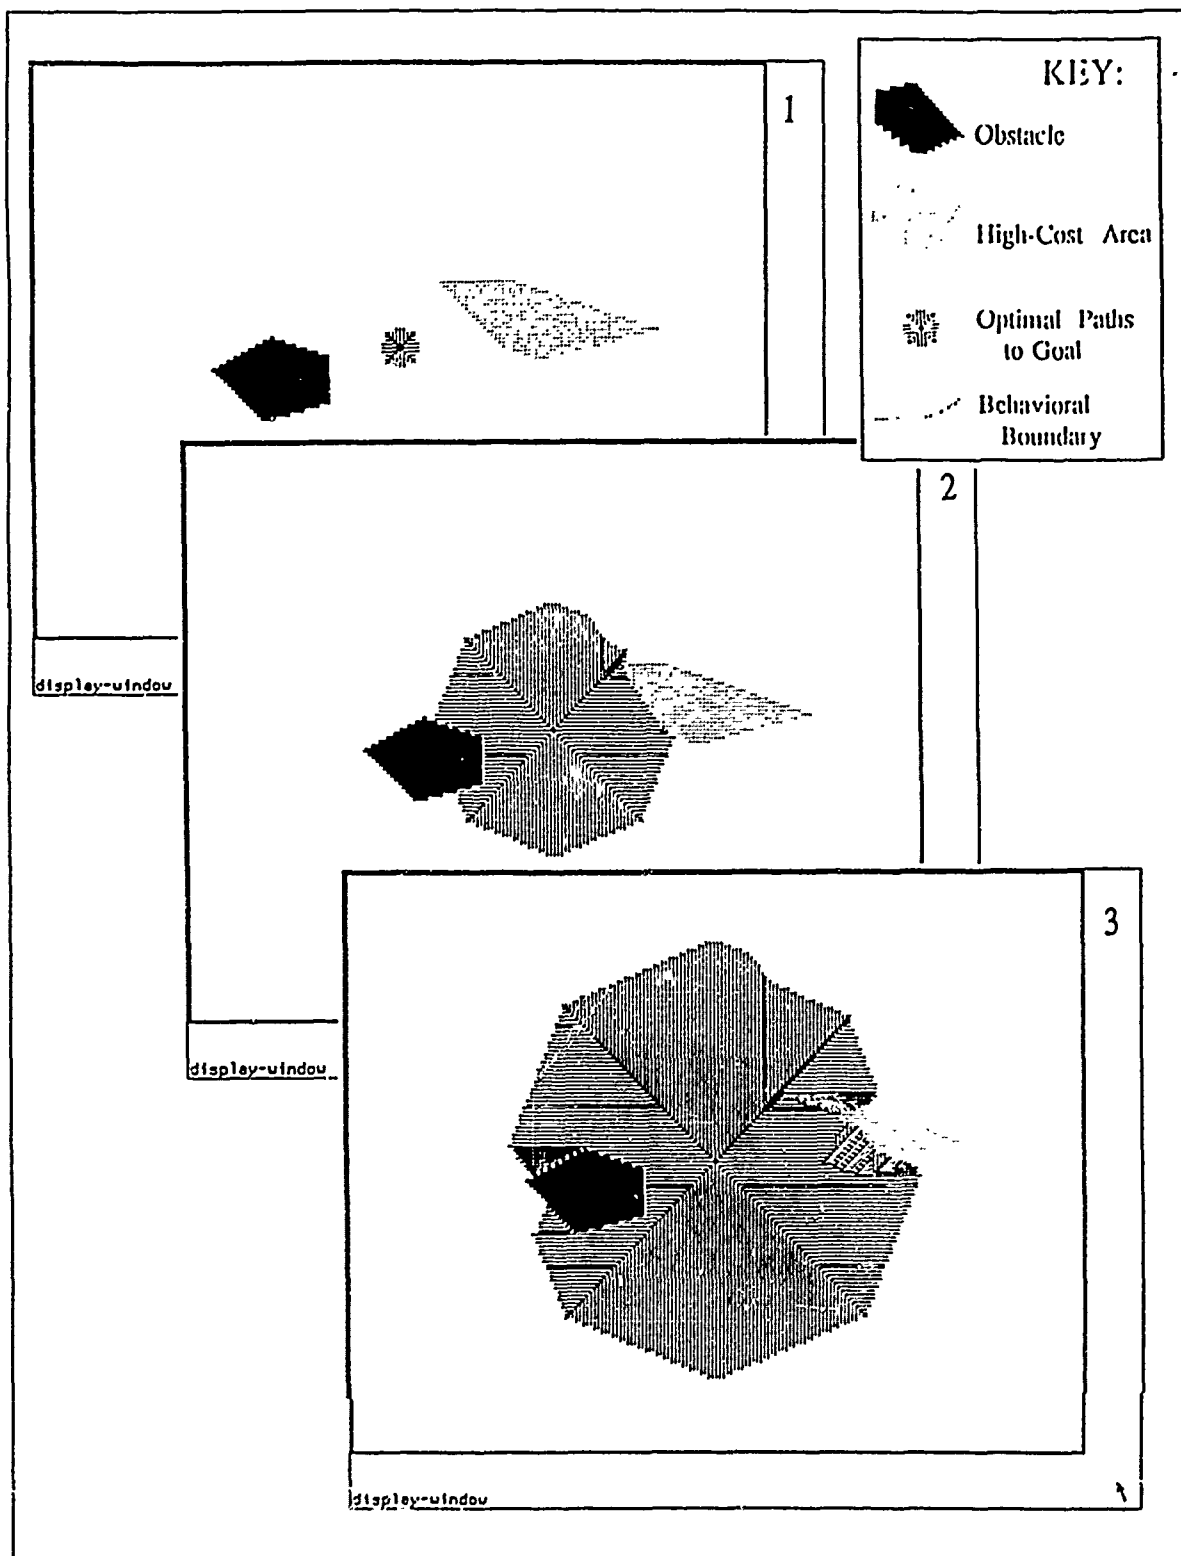 KEY:
1
Obstacle
High-Cost Area
Optimal Paths
to Goal
Behavioral
Boundary
2
display-window
display-window
3
display-window